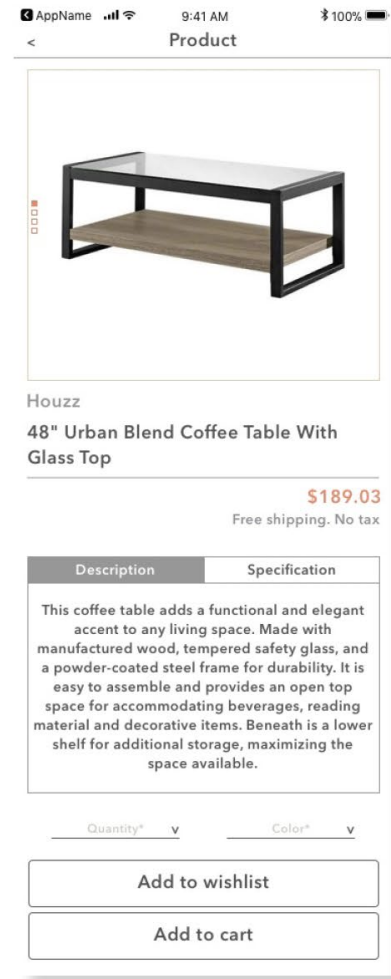 AppName
9:41 AM
100%
<
Product
Houzz
48" Urban Blend Coffee Table With
Glass Top
$189.03
Free shipping. No tax
Description
Specification
This coffee table adds a functional and elegant
accent to any living space. Made with
manufactured wood, tempered safety glass, and
a powder-coated steel frame for durability. It is
easy to assemble and provides an open top
space for accommodating beverages, reading
material and decorative items. Beneath is a lower
shelf for additional storage, maximizing the
space available.
Quantity* v
Color* v
Add to wishlist
Add to cart